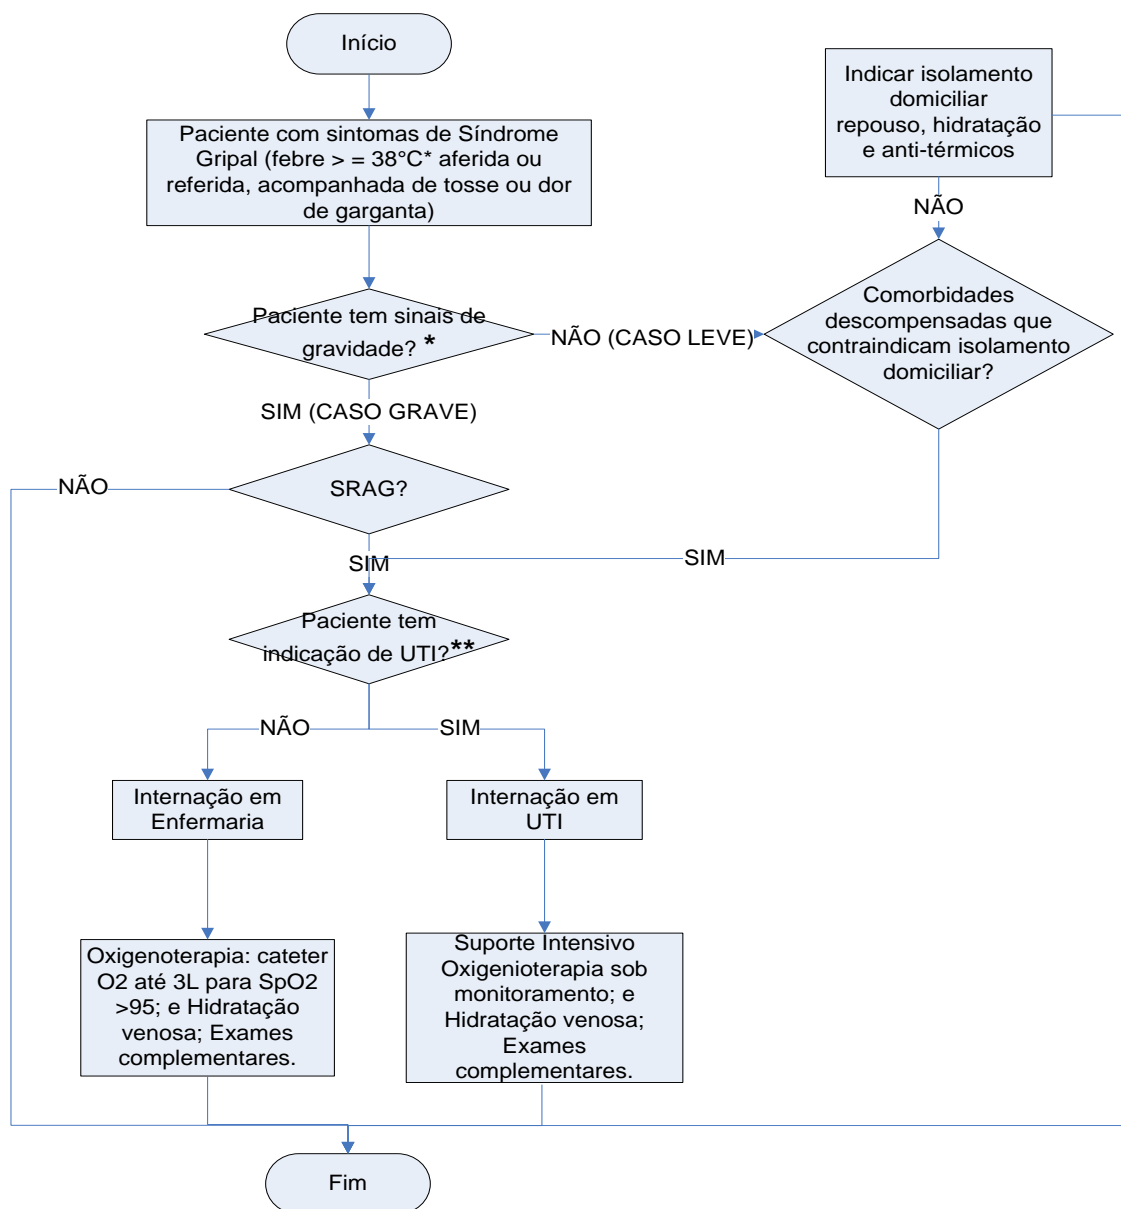 Início
Indicar isolamento
domiciliar
repouso, hidratação
e anti-térmicos
Paciente com sintomas de Síndrome
Gripal (febre > = 38°C* aferida ou
referida, acompanhada de tosse ou dor
de garganta)
NÃO
Paciente tem sinais de
gravidade? *
NÃO (CASO LEVE)
Comorbidades
descompensadas que
contraindicam isolamento
domiciliar?
SIM (CASO GRAVE)
NÃO
SRAG?
SIM
SIM
Paciente tem
indicação de UTI?**
NÃO
SIM
Internação em
Enfermaria
Internação em
UTI
Oxigenoterapia: cateter
O2 até 3L para SpO2
>95; e Hidratação
venosa; Exames
complementares.
Suporte Intensivo
Oxigenioterapia sob
monitoramento; e
Hidratação venosa;
Exames
complementares.
Fim